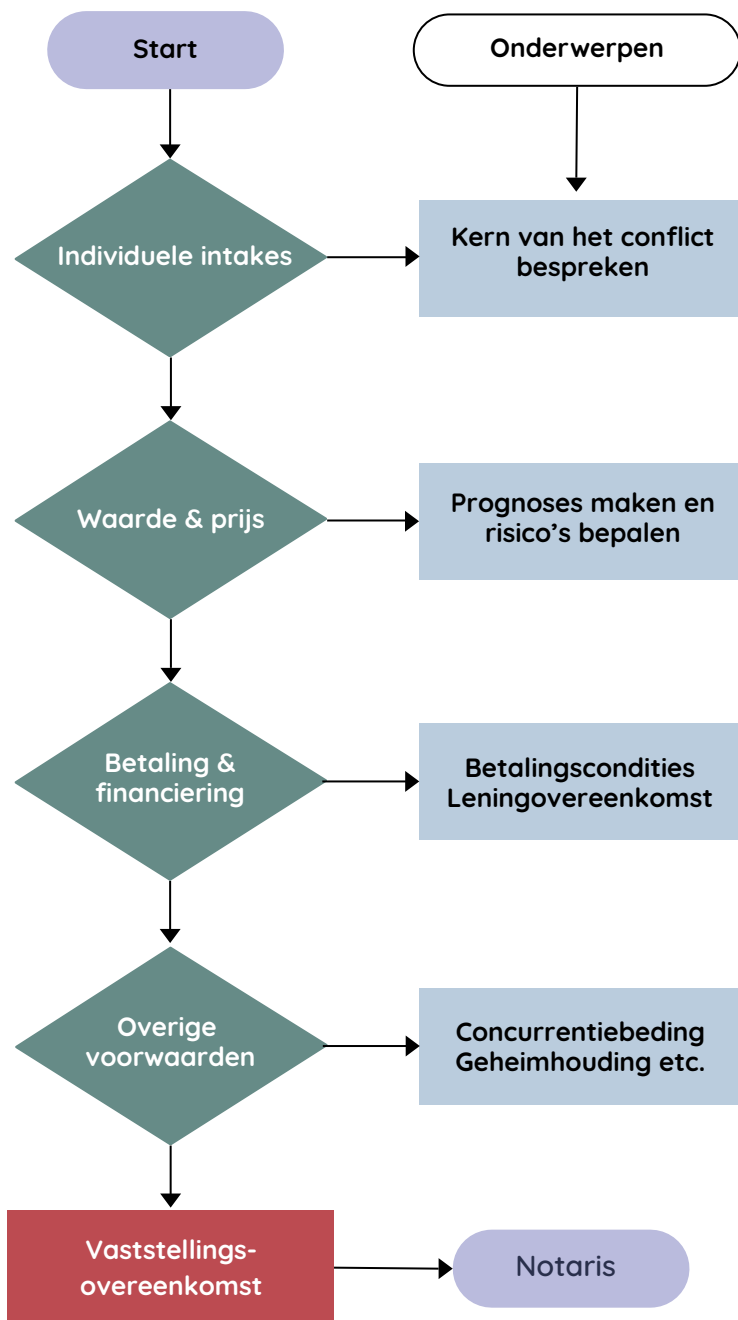 Start
Onderwerpen
Individuele intakes
Kern van het conflict
bespreken
Waarde & prijs
Prognoses maken en
risico’s bepalen
Betaling &
financiering
Betalingscondities
Leningovereenkomst
Overige
voorwaarden
Concurrentiebeding
Geheimhouding etc.
Vaststellings-
overeenkomst
Notaris